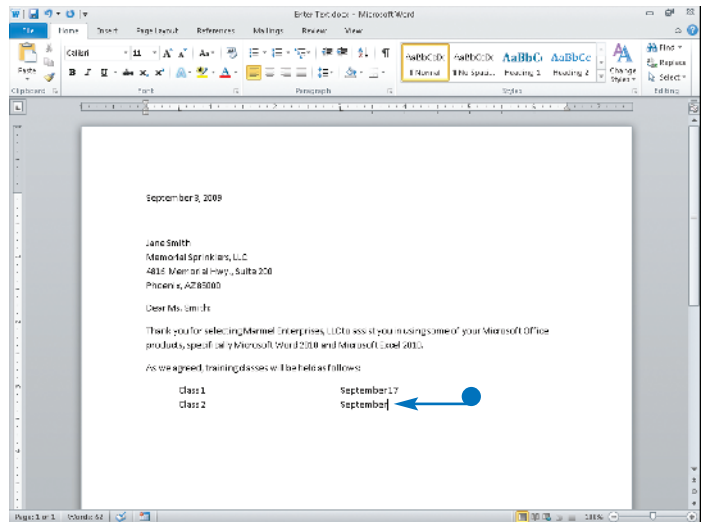 Enter Text.docx - Microsoft Word
File Home Insert Page Layout References Mailings Review View
Calibri 11 Find
Paste Replace
AaBbCcDc AaBbCcDc AaBbC AaBbCc
B I U abc x, x² A A Change Styles Select
¶ Normal ¶ No Spaci... Heading 1 Heading 2
Clipboard Font Paragraph Styles Editing
September 3, 2009
Jane Smith
Memorial Sprinklers, LLC
4816 Memorial Hwy., Suite 200
Phoenix, AZ 85000
Dear Ms. Smith:
Thank you for selecting Marmel Enterprises, LLC to assist you in using some of your Microsoft Office
products, specifically Microsoft Word 2010 and Microsoft Excel 2010.
As we agreed, training classes will be held as follows:
Class 1 September 17
Class 2 September
Page: 1 of 1 Words: 62